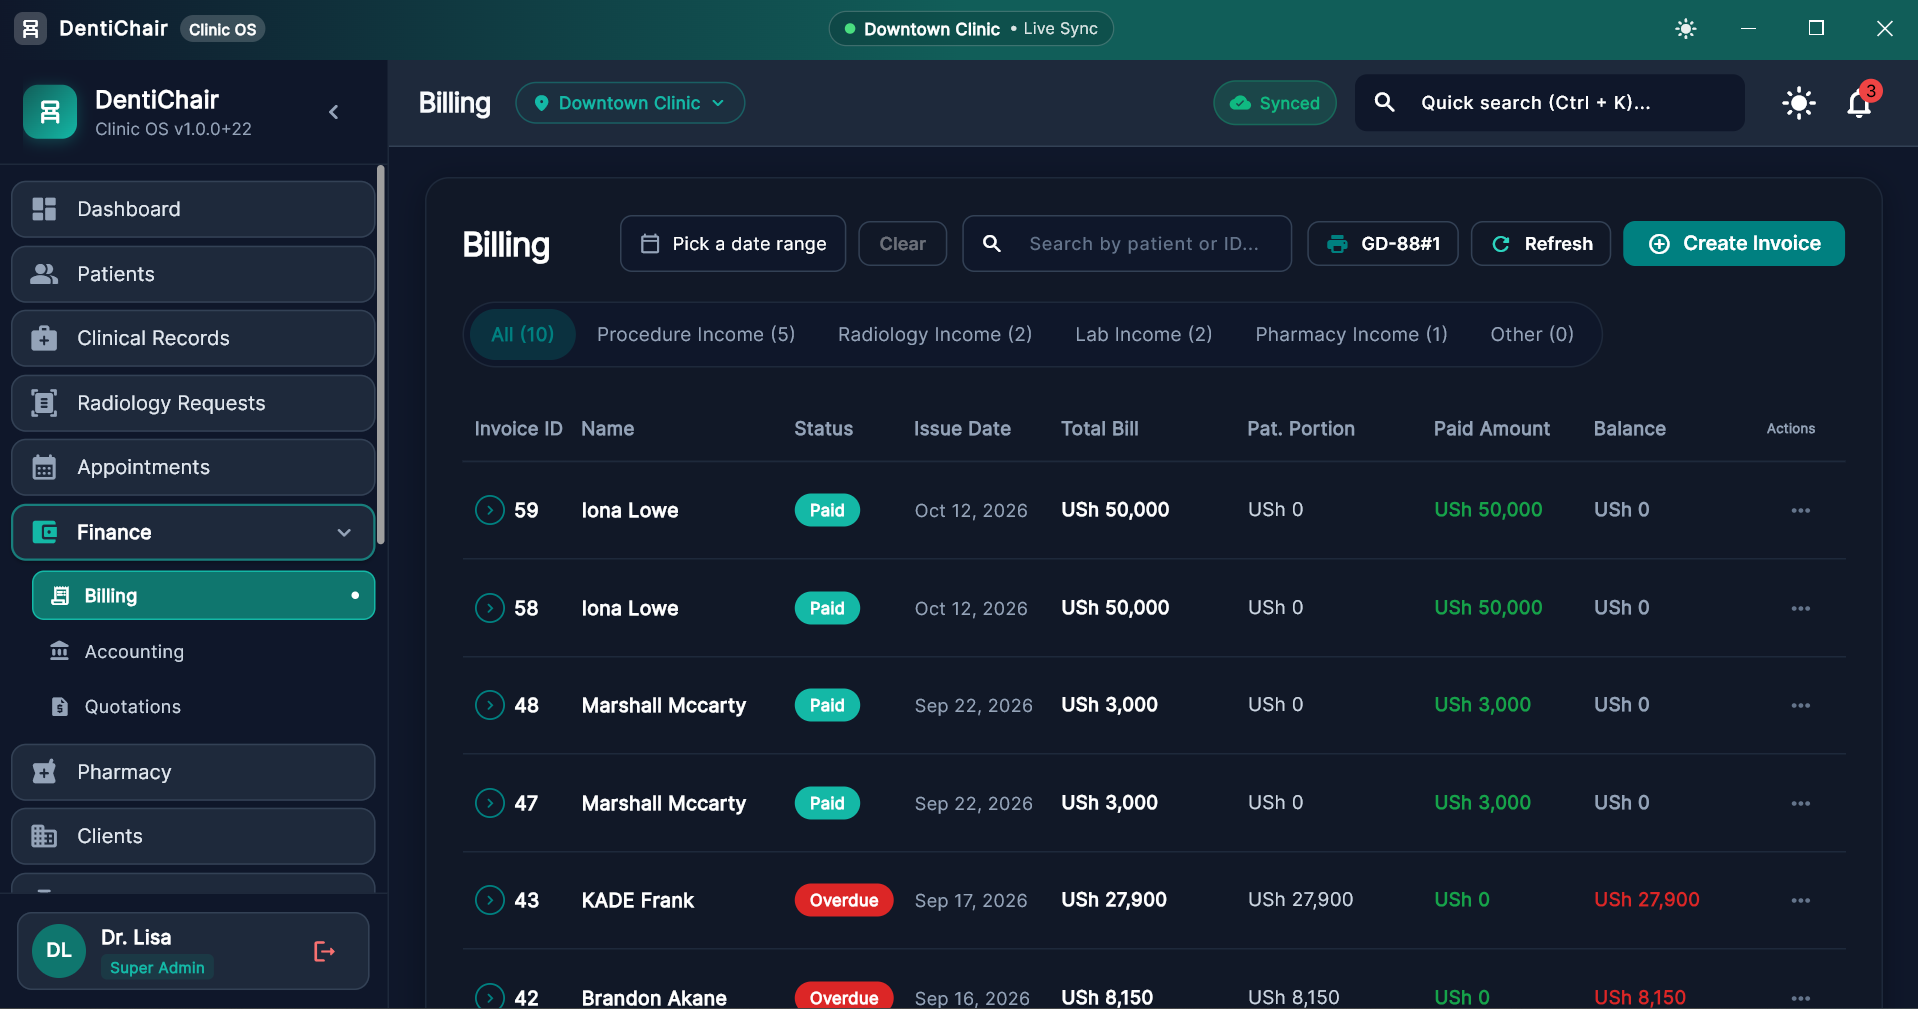 DentiChair Clinic OS
Downtown Clinic • Live Sync
DentiChair
Clinic OS v1.0.0+22
Dashboard
Patients
Clinical Records
Radiology Requests
Appointments
Finance
Billing
Accounting
Quotations
Pharmacy
Clients
DL
Dr. Lisa
Super Admin
Billing
Downtown Clinic
Synced
Quick search (Ctrl + K)...
3
Billing
Pick a date range
Clear
Search by patient or ID...
GD-88#1
Refresh
Create Invoice
All (10) Procedure Income (5) Radiology Income (2) Lab Income (2) Pharmacy Income (1) Other (0)
Invoice ID Name Status Issue Date Total Bill Pat. Portion Paid Amount Balance Actions
59 Iona Lowe Paid Oct 12, 2026 USh 50,000 USh 0 USh 50,000 USh 0
58 Iona Lowe Paid Oct 12, 2026 USh 50,000 USh 0 USh 50,000 USh 0
48 Marshall Mccarty Paid Sep 22, 2026 USh 3,000 USh 0 USh 3,000 USh 0
47 Marshall Mccarty Paid Sep 22, 2026 USh 3,000 USh 0 USh 3,000 USh 0
43 KADE Frank Overdue Sep 17, 2026 USh 27,900 USh 27,900 USh 0 USh 27,900
42 Brandon Akane Overdue Sep 16, 2026 USh 8,150 USh 8,150 USh 0 USh 8,150